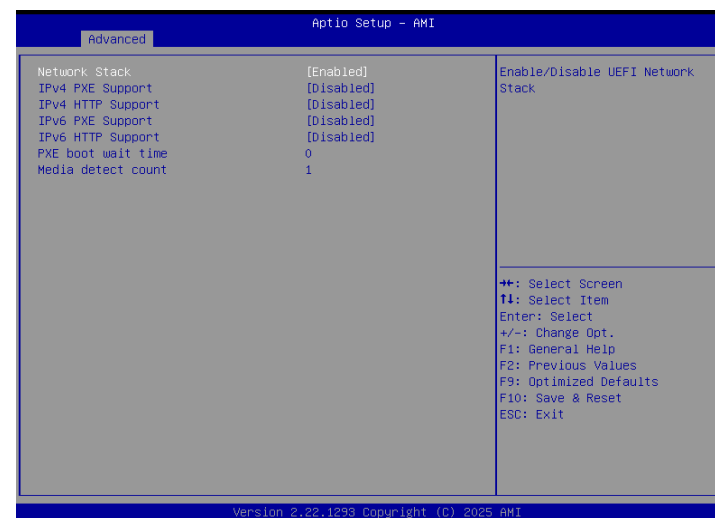 Aptio Setup – AMI
Advanced
Network Stack [Enabled]
IPv4 PXE Support [Disabled]
IPv4 HTTP Support [Disabled]
IPv6 PXE Support [Disabled]
IPv6 HTTP Support [Disabled]
PXE boot wait time 0
Media detect count 1
Enable/Disable UEFI Network
Stack
→←: Select Screen
↑↓: Select Item
Enter: Select
+/-: Change Opt.
F1: General Help
F2: Previous Values
F9: Optimized Defaults
F10: Save & Reset
ESC: Exit
Version 2.22.1293 Copyright (C) 2025 AMI